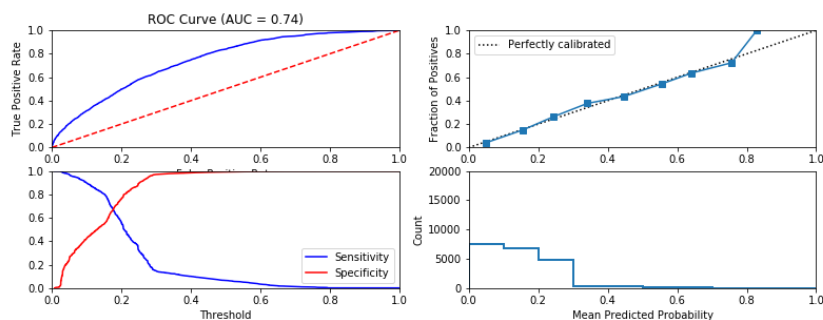 ROC Curve (AUC = 0.74)
True Positive Rate
1.0
0.8
0.6
0.4
0.2
0.0
0.0 0.2 0.4 0.6 0.8 1.0
Perfectly calibrated
Fraction of Positives
1.0
0.8
0.6
0.4
0.2
0.0
0.0 0.2 0.4 0.6 0.8 1.0
1.0
0.8
0.6
0.4
0.2
0.0
Sensitivity
Specificity
0.0 0.2 0.4 0.6 0.8 1.0
Threshold
Count
20000
15000
10000
5000
0
0.0 0.2 0.4 0.6 0.8 1.0
Mean Predicted Probability